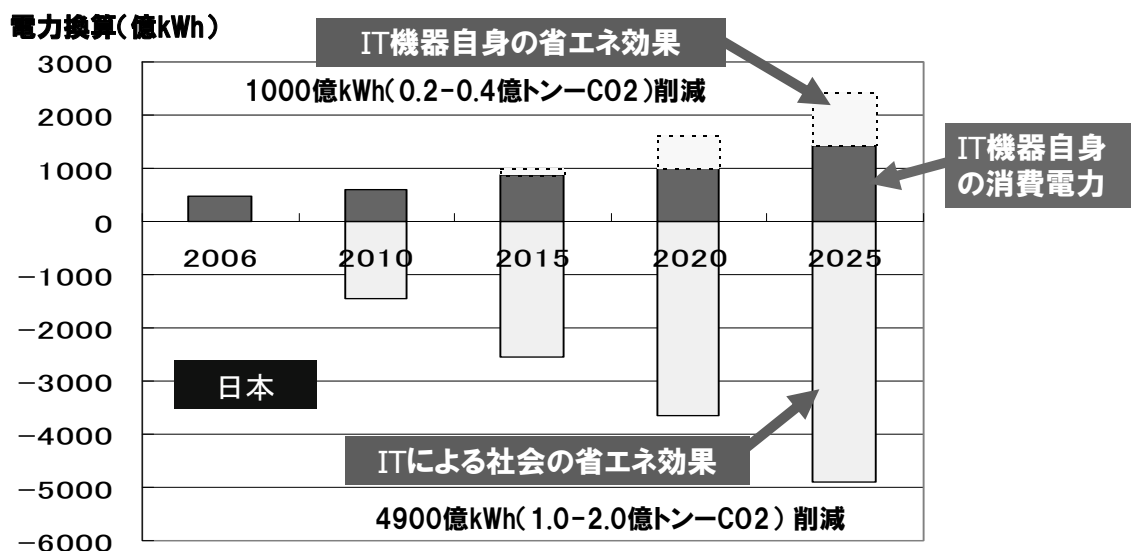 電力換算(億kWh)
IT機器自身の省エネ効果
1000億kWh(0.2-0.4億トンーCO2)削減
IT機器自身
の消費電力
3000
2000
1000
0
-1000
-2000
-3000
-4000
-5000
-6000
2006
2010
2015
2020
2025
日本
ITによる社会の省エネ効果
4900億kWh(1.0-2.0億トンーCO2) 削減